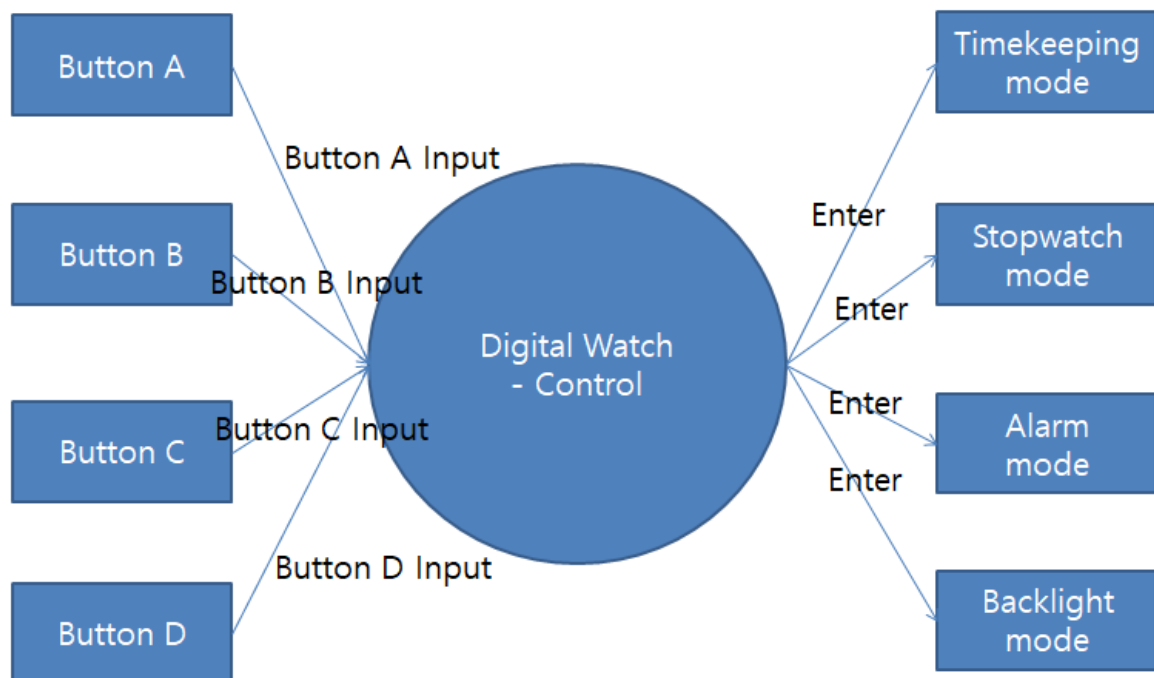 Button A
Button A Input
Button B
Button B Input
Button C
Button C Input
Button D
Button D Input
Digital Watch
- Control
Enter
Timekeeping
mode
Enter
Stopwatch
mode
Enter
Alarm
mode
Enter
Backlight
mode